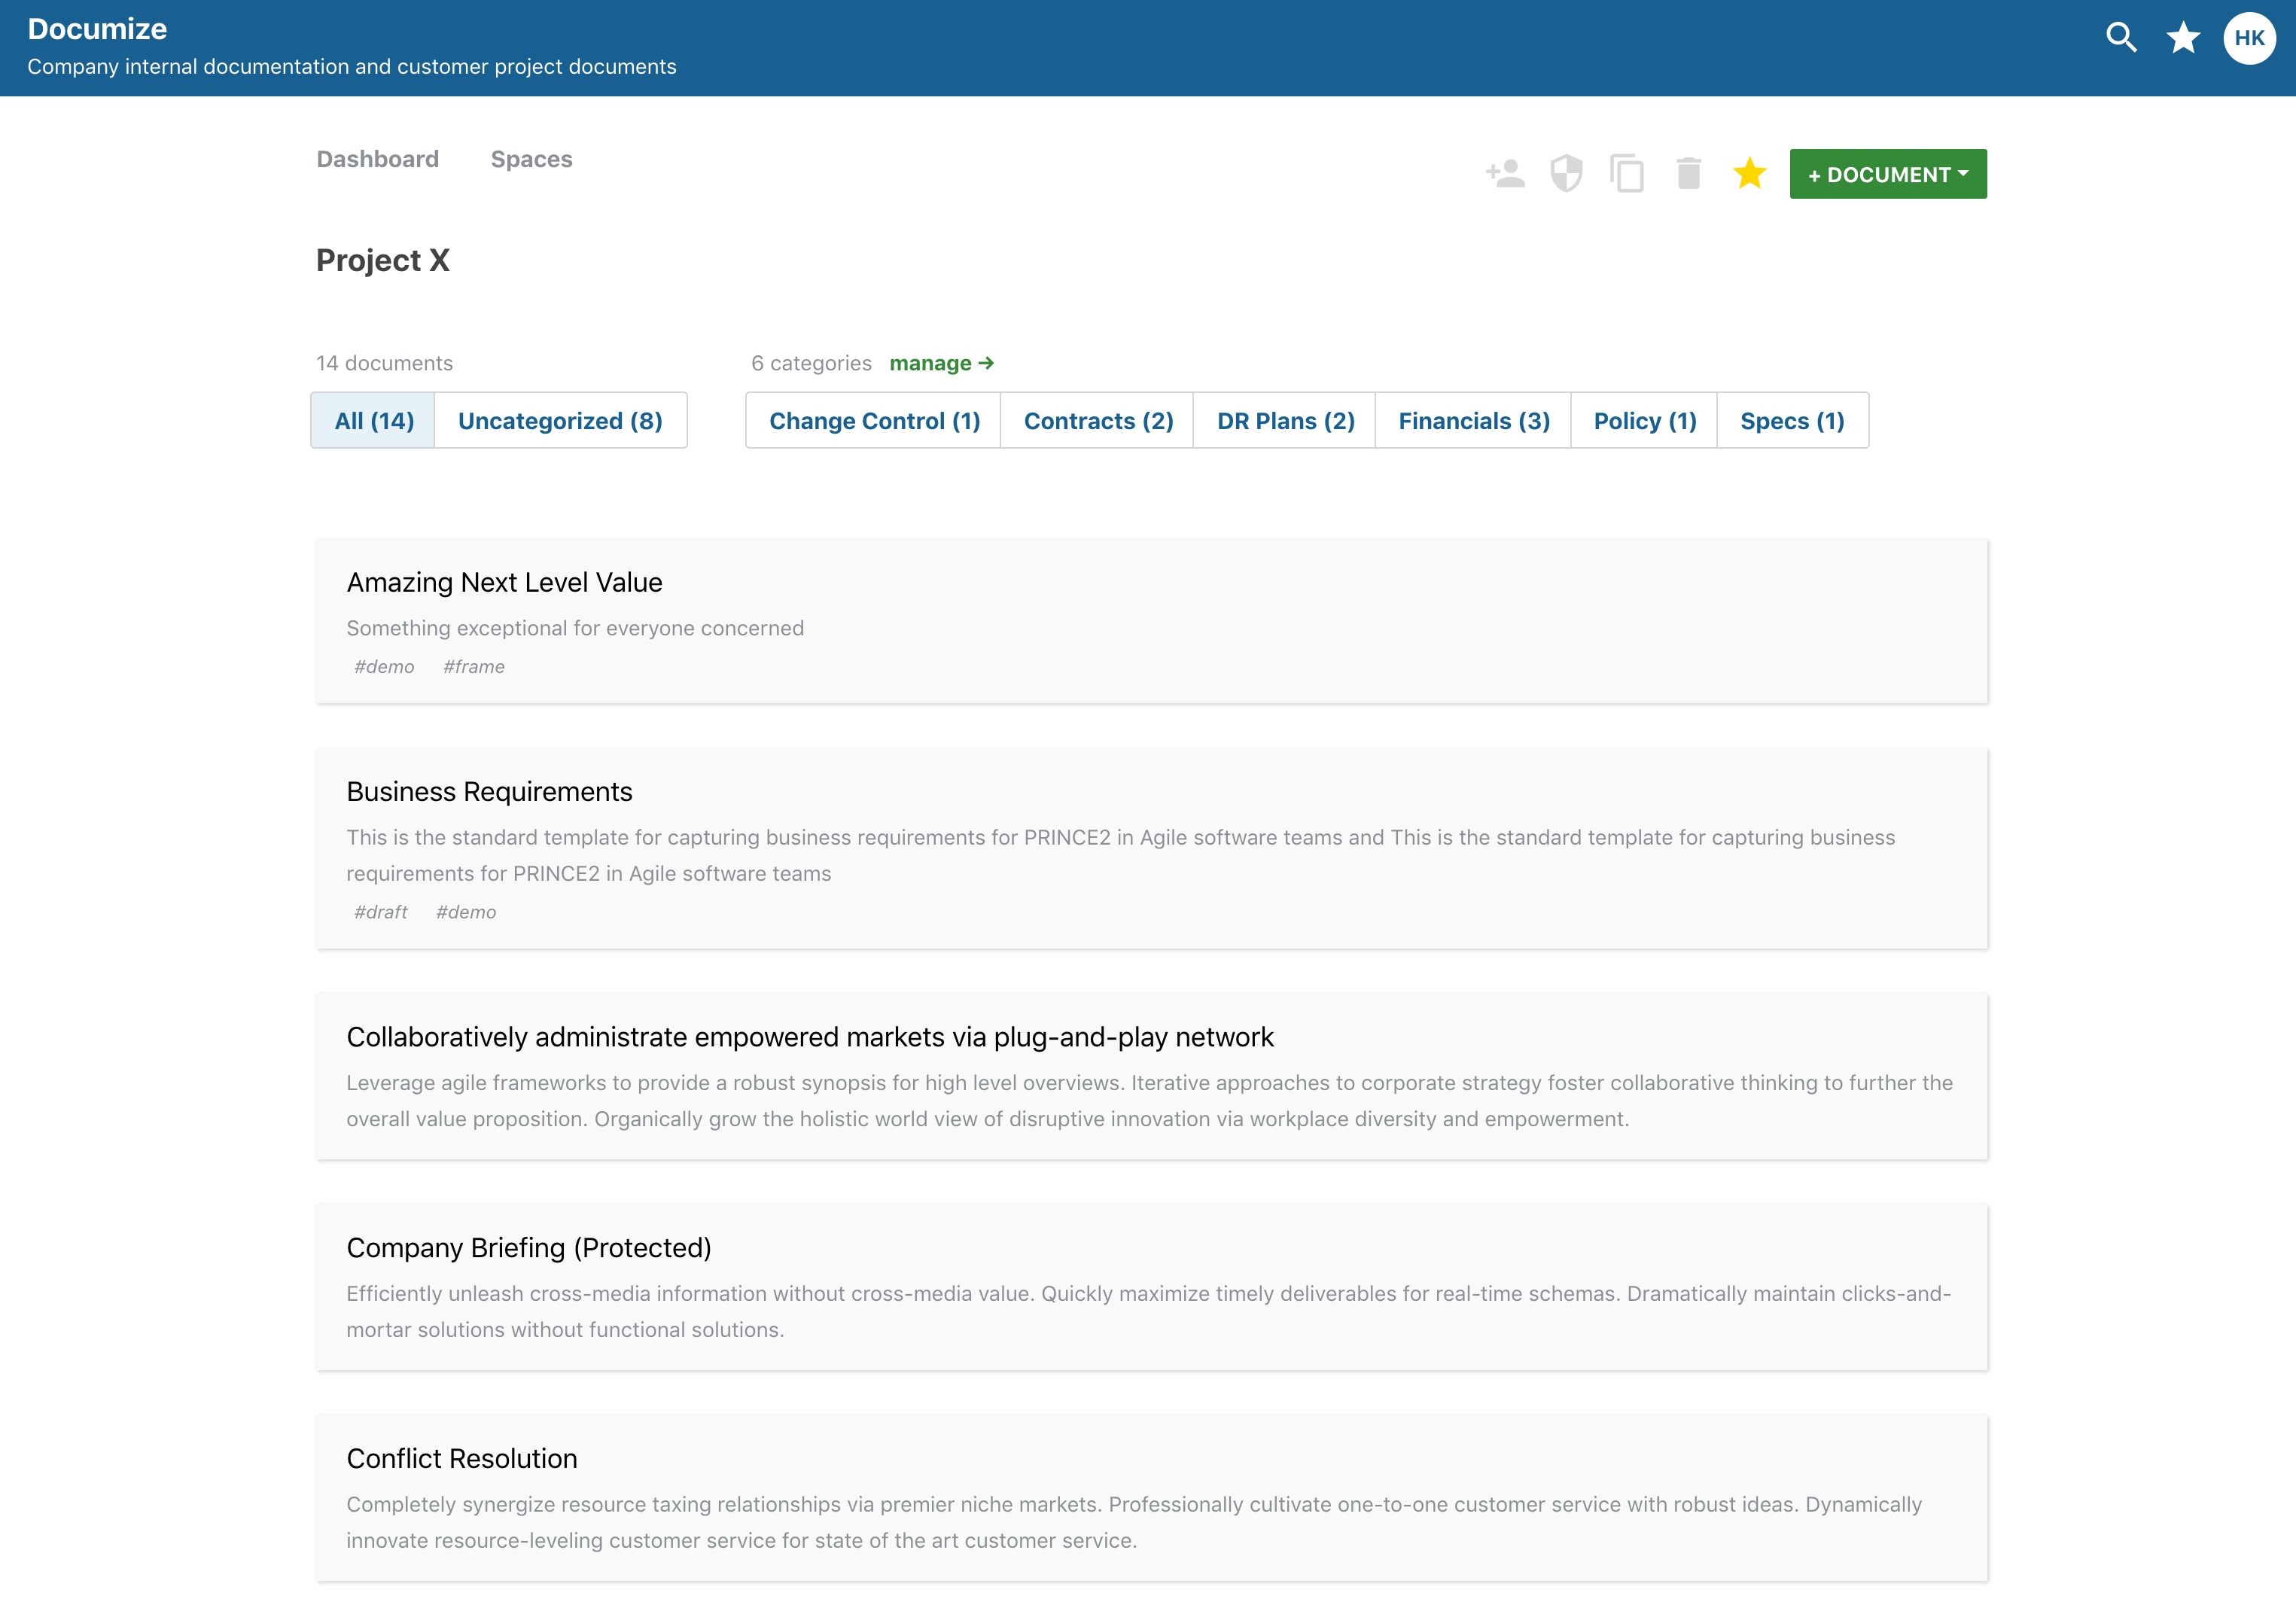 Documize
Company internal documentation and customer project documents
HK
Dashboard
Spaces
+ DOCUMENT
Project X
14 documents
6 categories
manage →
All (14)
Uncategorized (8)
Change Control (1)
Contracts (2)
DR Plans (2)
Financials (3)
Policy (1)
Specs (1)
Amazing Next Level Value
Something exceptional for everyone concerned
#demo #frame
Business Requirements
This is the standard template for capturing business requirements for PRINCE2 in Agile software teams and This is the standard template for capturing business
requirements for PRINCE2 in Agile software teams
#draft #demo
Collaboratively administrate empowered markets via plug-and-play network
Leverage agile frameworks to provide a robust synopsis for high level overviews. Iterative approaches to corporate strategy foster collaborative thinking to further the
overall value proposition. Organically grow the holistic world view of disruptive innovation via workplace diversity and empowerment.
Company Briefing (Protected)
Efficiently unleash cross-media information without cross-media value. Quickly maximize timely deliverables for real-time schemas. Dramatically maintain clicks-and-
mortar solutions without functional solutions.
Conflict Resolution
Completely synergize resource taxing relationships via premier niche markets. Professionally cultivate one-to-one customer service with robust ideas. Dynamically
innovate resource-leveling customer service for state of the art customer service.